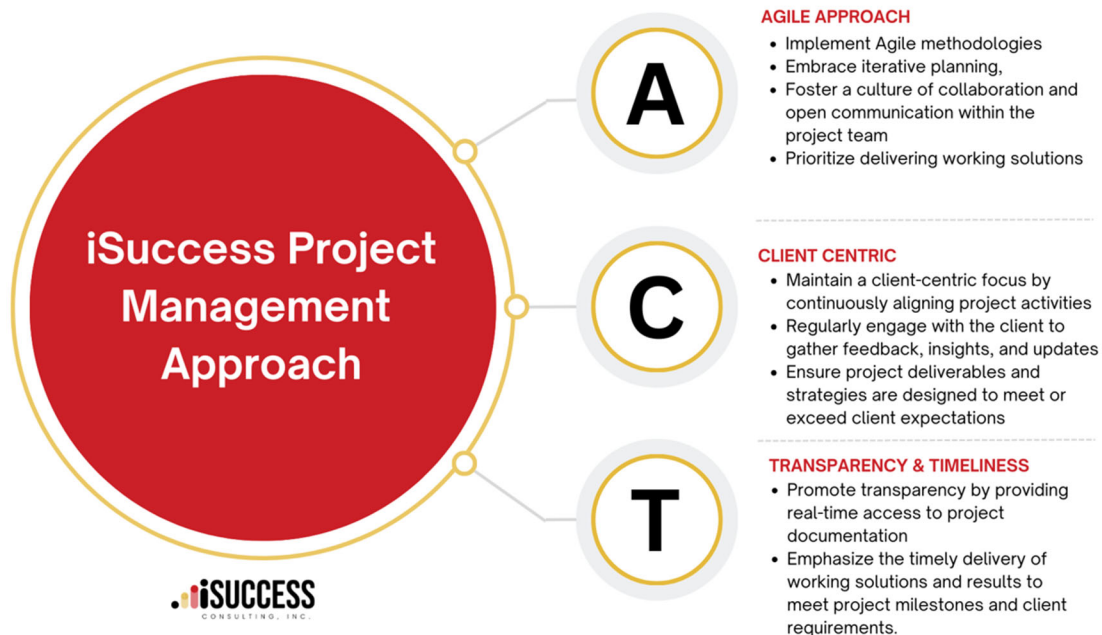 iSuccess Project
Management
Approach
A
AGILE APPROACH
• Implement Agile methodologies
• Embrace iterative planning,
• Foster a culture of collaboration and
open communication within the
project team
• Prioritize delivering working solutions
C
CLIENT CENTRIC
• Maintain a client-centric focus by
continuously aligning project activities
• Regularly engage with the client to
gather feedback, insights, and updates
• Ensure project deliverables and
strategies are designed to meet or
exceed client expectations
T
TRANSPARENCY & TIMELINESS
• Promote transparency by providing
real-time access to project
documentation
• Emphasize the timely delivery of
working solutions and results to
meet project milestones and client
requirements.
iSUCCESS
CONSULTING, INC.